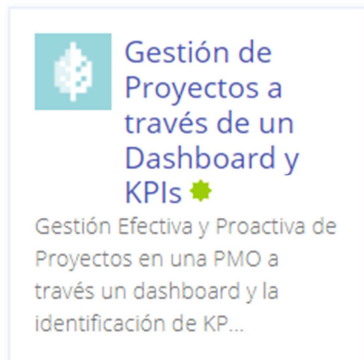 Gestión de
Proyectos a
través de un
Dashboard y
KPIs
Gestión Efectiva y Proactiva de
Proyectos en una PMO a
través un dashboard y la
identificación de KP...